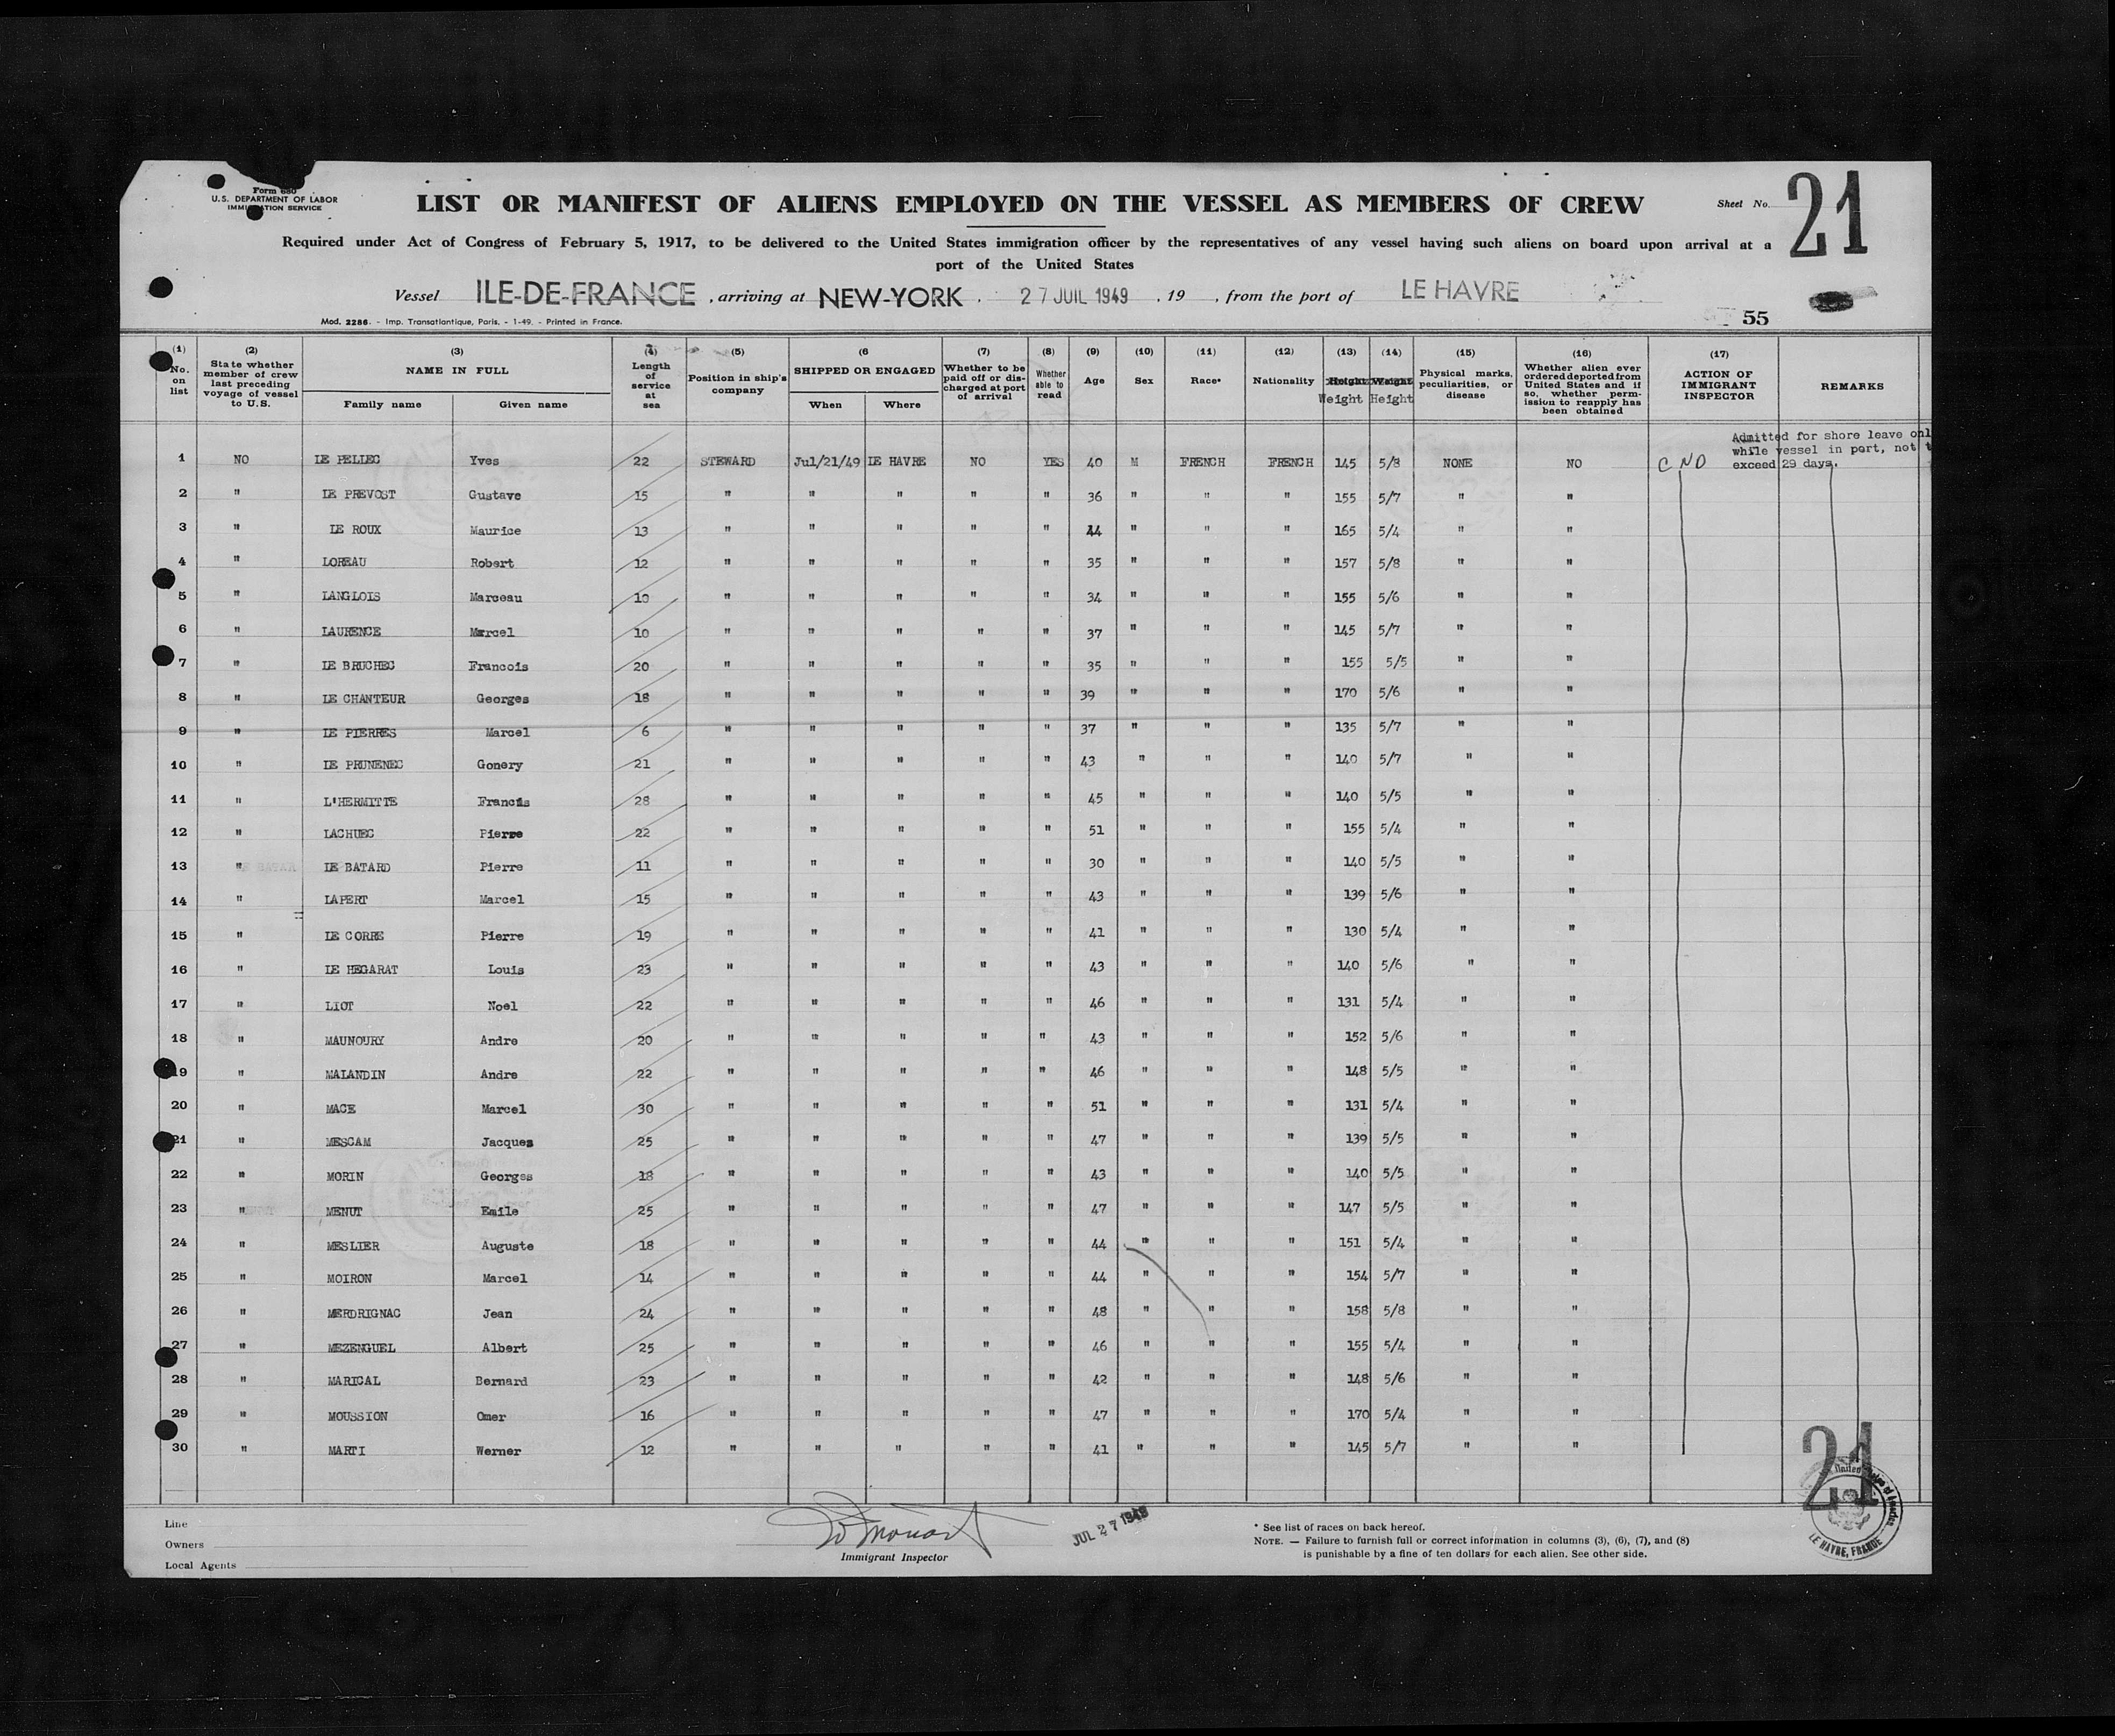 Form 680
U.S. DEPARTMENT OF LABOR
IMMIGRATION SERVICE
LIST OR MANIFEST OF ALIENS EMPLOYED ON THE VESSEL AS MEMBERS OF CREW
Sheet No. 21
Required under Act of Congress of February 5, 1917, to be delivered to the United States immigration officer by the representatives of any vessel having such aliens on board upon arrival at a
port of the United States
Vessel ILE-DE-FRANCE , arriving at NEW-YORK , 27 JUIL 1949 , 19 , from the port of LE HAVRE
Mod. 2286. - Imp. Transatlantique, Paris. - 1-49. - Printed in France.
55
(1) No. on list (2) State whether member of crew last preceding voyage of vessel to U.S. (3) NAME IN FULL Family name Given name (4) Length of service at sea (5) Position in ship's company (6 SHIPPED OR ENGAGED When Where (7) Whether to be paid off or discharged at port of arrival (8) Whether able to read (9) Age (10) Sex (11) Race* (12) Nationality (13) Height Weight (14) Weight Height (15) Physical marks, peculiarities, or disease (16) Whether alien ever ordered deported from United States and if so, whether permission to reapply has been obtained (17) ACTION OF IMMIGRANT INSPECTOR REMARKS
Admitted for shore leave onl
while vessel in port, not t
exceed 29 days.
1 NO LE PELLEC Yves 22 STEWARD Jul/21/49 LE HAVRE NO YES 40 M FRENCH FRENCH 145 5/8 NONE NO C N D
2 " LE PREVOST Gustave 15 " " " " " 36 " " " 155 5/7 " "
3 " LE ROUX Maurice 13 " " " " " 44 " " " 165 5/4 " "
4 " LOREAU Robert 12 " " " " " 35 " " " 157 5/8 " "
5 " LANGLOIS Marceau 10 " " " " " 34 " " " 155 5/6 " "
6 " LAURENCE Marcel 10 " " " " " 37 " " " 145 5/7 " "
7 " LE BRUCHEC Francois 20 " " " " " 35 " " " 155 5/5 " "
8 " LE CHANTEUR Georges 18 " " " " " 39 " " " 170 5/6 " "
9 " LE PIERRES Marcel 6 " " " " " 37 " " " 135 5/7 " "
10 " LE PRUNENEC Gonery 21 " " " " " 43 " " " 140 5/7 " "
11 " L'HERMITTE Francis 28 " " " " " 45 " " " 140 5/5 " "
12 " LACHUEC Pierre 22 " " " " " 51 " " " 155 5/4 " "
13 " LE BATARD Pierre 11 " " " " " 30 " " " 140 5/5 " "
14 " LAPERT Marcel 15 " " " " " 43 " " " 139 5/6 " "
15 " LE CORRE Pierre 19 " " " " " 41 " " " 130 5/4 " "
16 " LE HEGARAT Louis 23 " " " " " 43 " " " 140 5/6 " "
17 " LIOT Noel 22 " " " " " 46 " " " 131 5/4 " "
18 " MAUNOURY Andre 20 " " " " " 43 " " " 152 5/6 " "
19 " MALANDIN Andre 22 " " " " " 46 " " " 148 5/5 " "
20 " MACE Marcel 30 " " " " " 51 " " " 131 5/4 " "
21 " MESCAM Jacques 25 " " " " " 47 " " " 139 5/5 " "
22 " MORIN Georges 18 " " " " " 43 " " " 140 5/5 " "
23 " MENUT Emile 25 " " " " " 47 " " " 147 5/5 " "
24 " MESLIER Auguste 18 " " " " " 44 " " " 151 5/4 " "
25 " MOIRON Marcel 14 " " " " " 44 " " " 154 5/7 " "
26 " MERDRIGNAC Jean 24 " " " " " 48 " " " 158 5/8 " "
27 " MEZENGUEL Albert 25 " " " " " 46 " " " 155 5/4 " "
28 " MARICAL Bernard 23 " " " " " 42 " " " 148 5/6 " "
29 " MOUSSION Omer 16 " " " " " 47 " " " 170 5/4 " "
30 " MARTI Werner 12 " " " " " 41 " " " 145 5/7 " "
21
Line
Owners
Local Agents
Immigrant Inspector
JUL 27 1949
* See list of races on back hereof.
NOTE. — Failure to furnish full or correct information in columns (3), (6), (7), and (8)
is punishable by a fine of ten dollars for each alien. See other side.
LE HAVRE, FRANCE